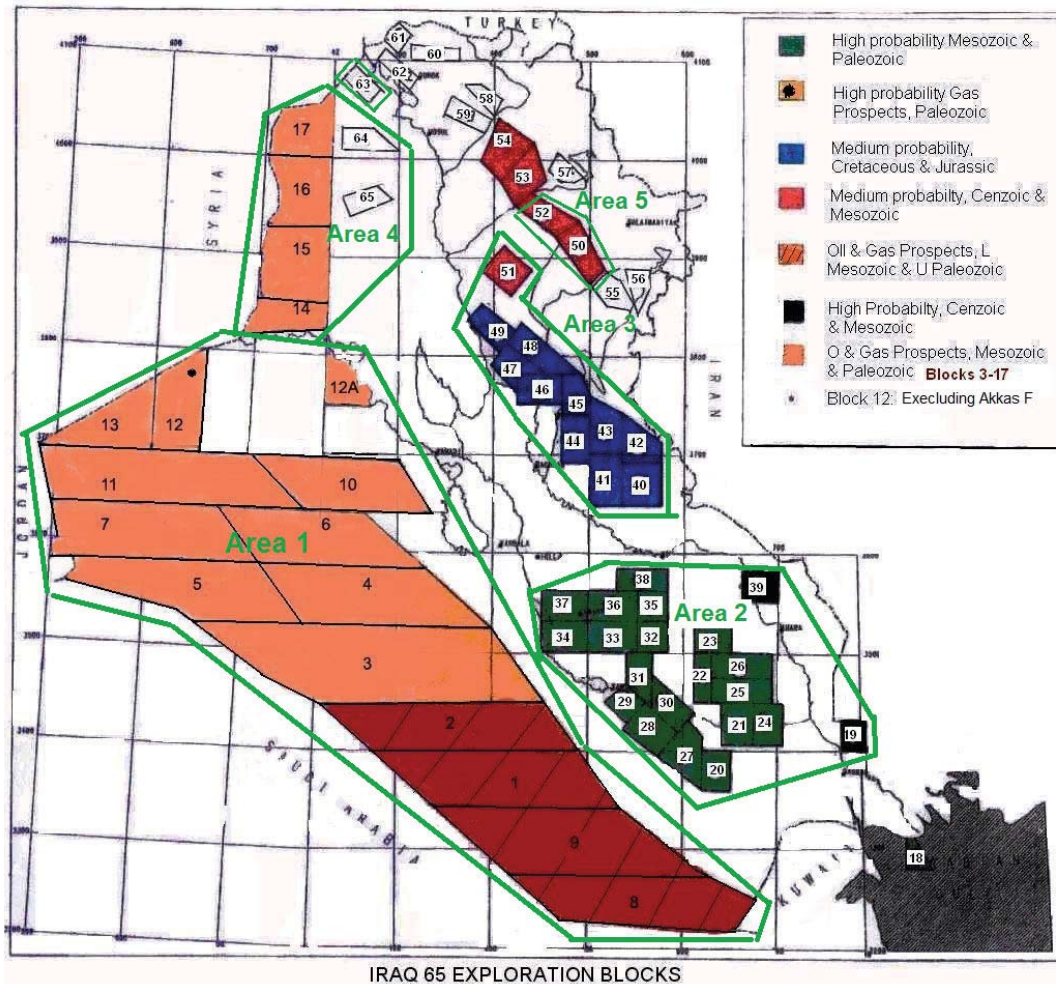 TURKEY
SYRIA
JORDAN
SAUDI ARABIA
KUWAIT
IRAN
High probability Mesozoic &
Paleozoic
High probability Gas
Prospects, Paleozoic
Medium probability,
Cretaceous & Jurassic
Medium probabilty, Cenzoic &
Mesozoic
Oll & Gas Prospects, L
Mesozoic & U Paleozoic
High Probabilty, Cenzoic
& Mesozoic
O & Gas Prospects, Mesozoic
& Paleozoic Blocks 3-17
Block 12: Execluding Akkas F
61
60
62
63
58
59
64
65
57
17
16
15
14
Area 4
54
53
52
Area 5
50
51
56
55
Area 3
49
48
47
46
45
44
43
42
41
40
13
12
12A
11
10
7
6
Area 1
5
4
3
2
1
9
8
38
39
37
36
35
Area 2
34
33
32
23
31
22
26
25
29
30
28
21
24
19
27
20
18
IRAQ 65 EXPLORATION BLOCKS